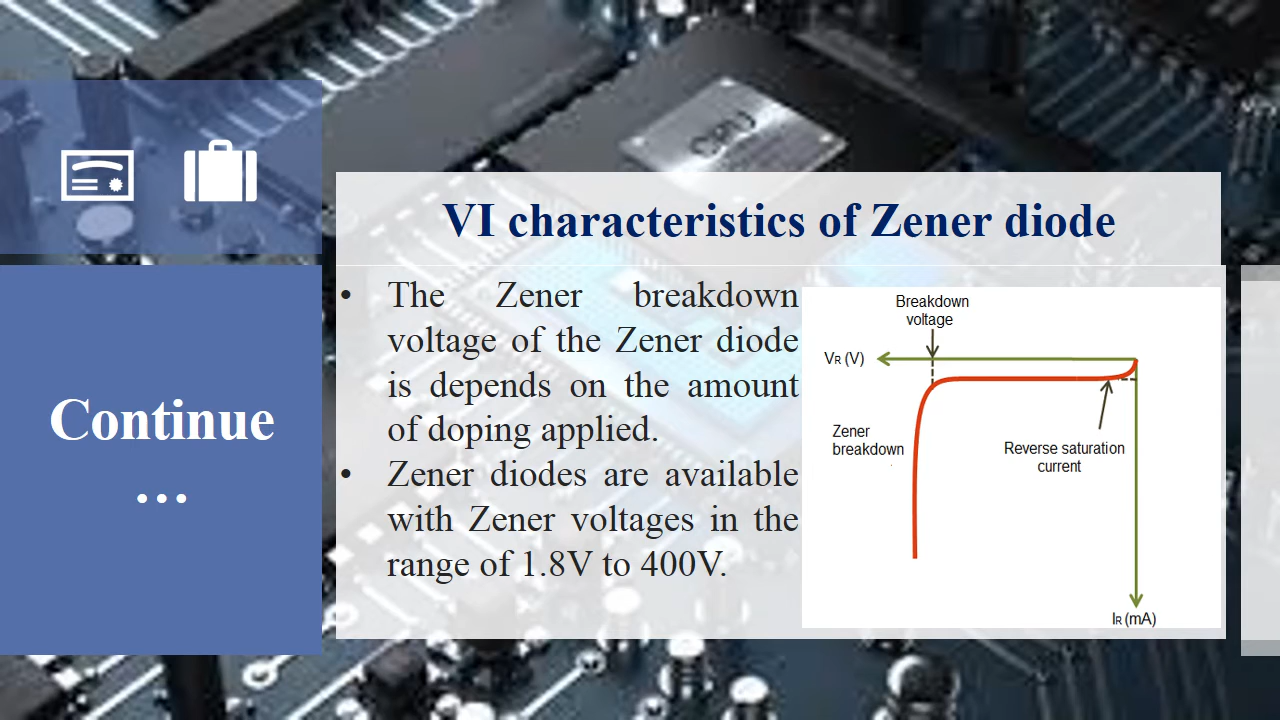 CPU
VI characteristics of Zener diode
Continue
...
• The Zener breakdown
voltage of the Zener diode
is depends on the amount
of doping applied.
• Zener diodes are available
with Zener voltages in the
range of 1.8V to 400V.
Breakdown
voltage
VR (V)
Zener
breakdown
Reverse saturation
current
IR (mA)